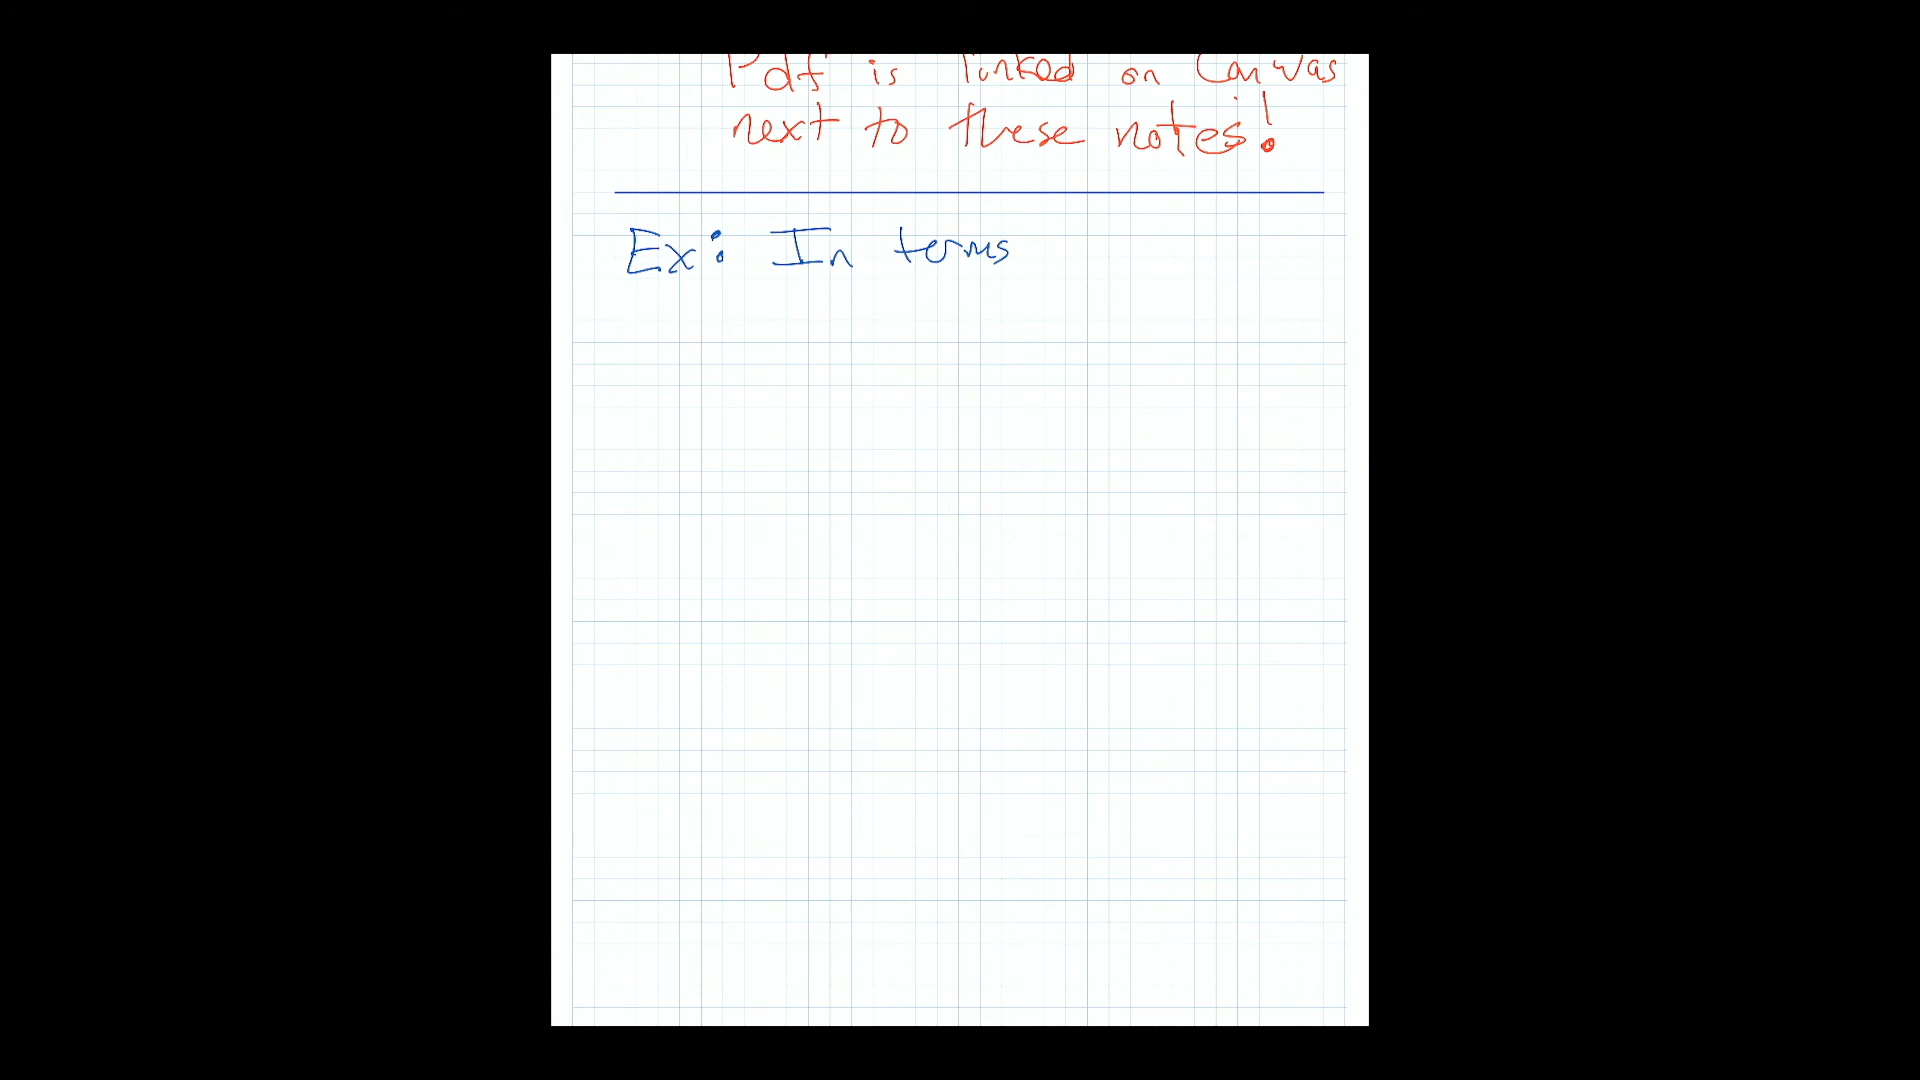 Pdf is linked on Canvas
next to these notes!
Ex: In terms